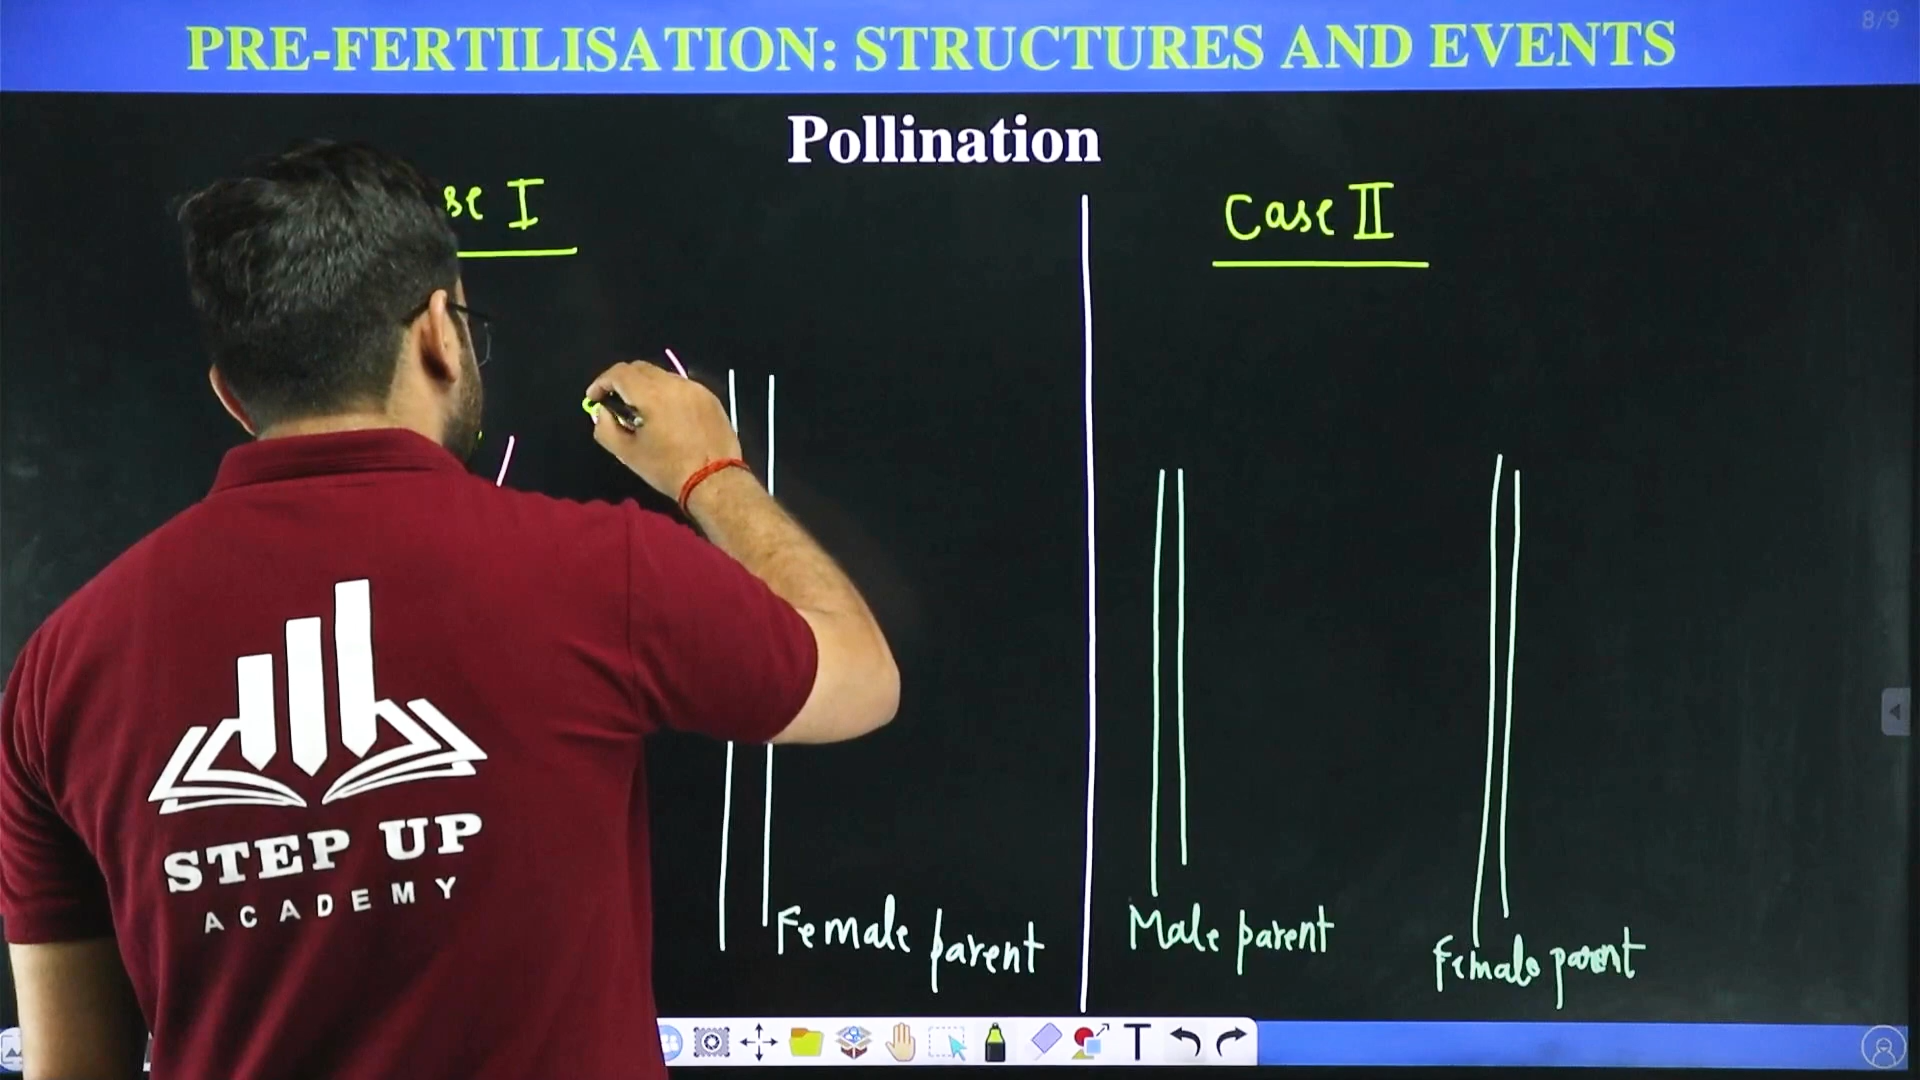 8/9
PRE-FERTILISATION: STRUCTURES AND EVENTS
Pollination
se I
Case II
STEP UP
ACADEMY
Female parent
Male parent
Female parent
T